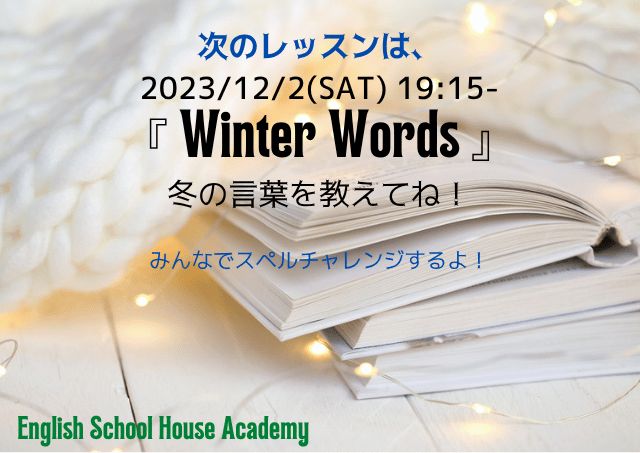 次のレッスンは、
2023/12/2(SAT) 19:15-
『 Winter Words 』
冬の言葉を教えてね！
みんなでスペルチャレンジするよ！
English School House Academy